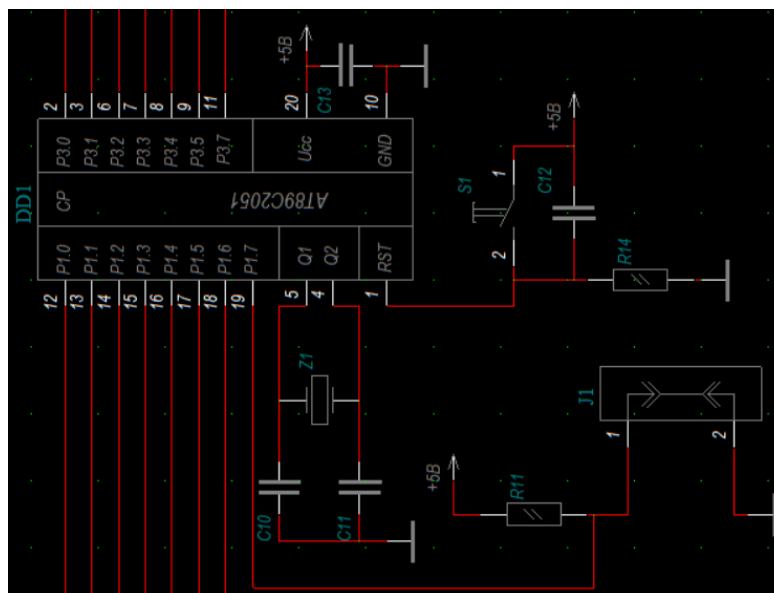 +5В
C13
2
3
6
7
8
9
11
20
10
P3.0
P3.1
P3.2
P3.3
P3.4
P3.5
P3.7
Ucc
GND
DD1
CP
AT89C2051
P1.0
P1.1
P1.2
P1.3
P1.4
P1.5
P1.6
P1.7
Q1
Q2
RST
12
13
14
15
16
17
18
19
5
4
1
+5В
S1
1
2
C12
R14
Z1
C10
C11
+5В
R11
J1
1
2